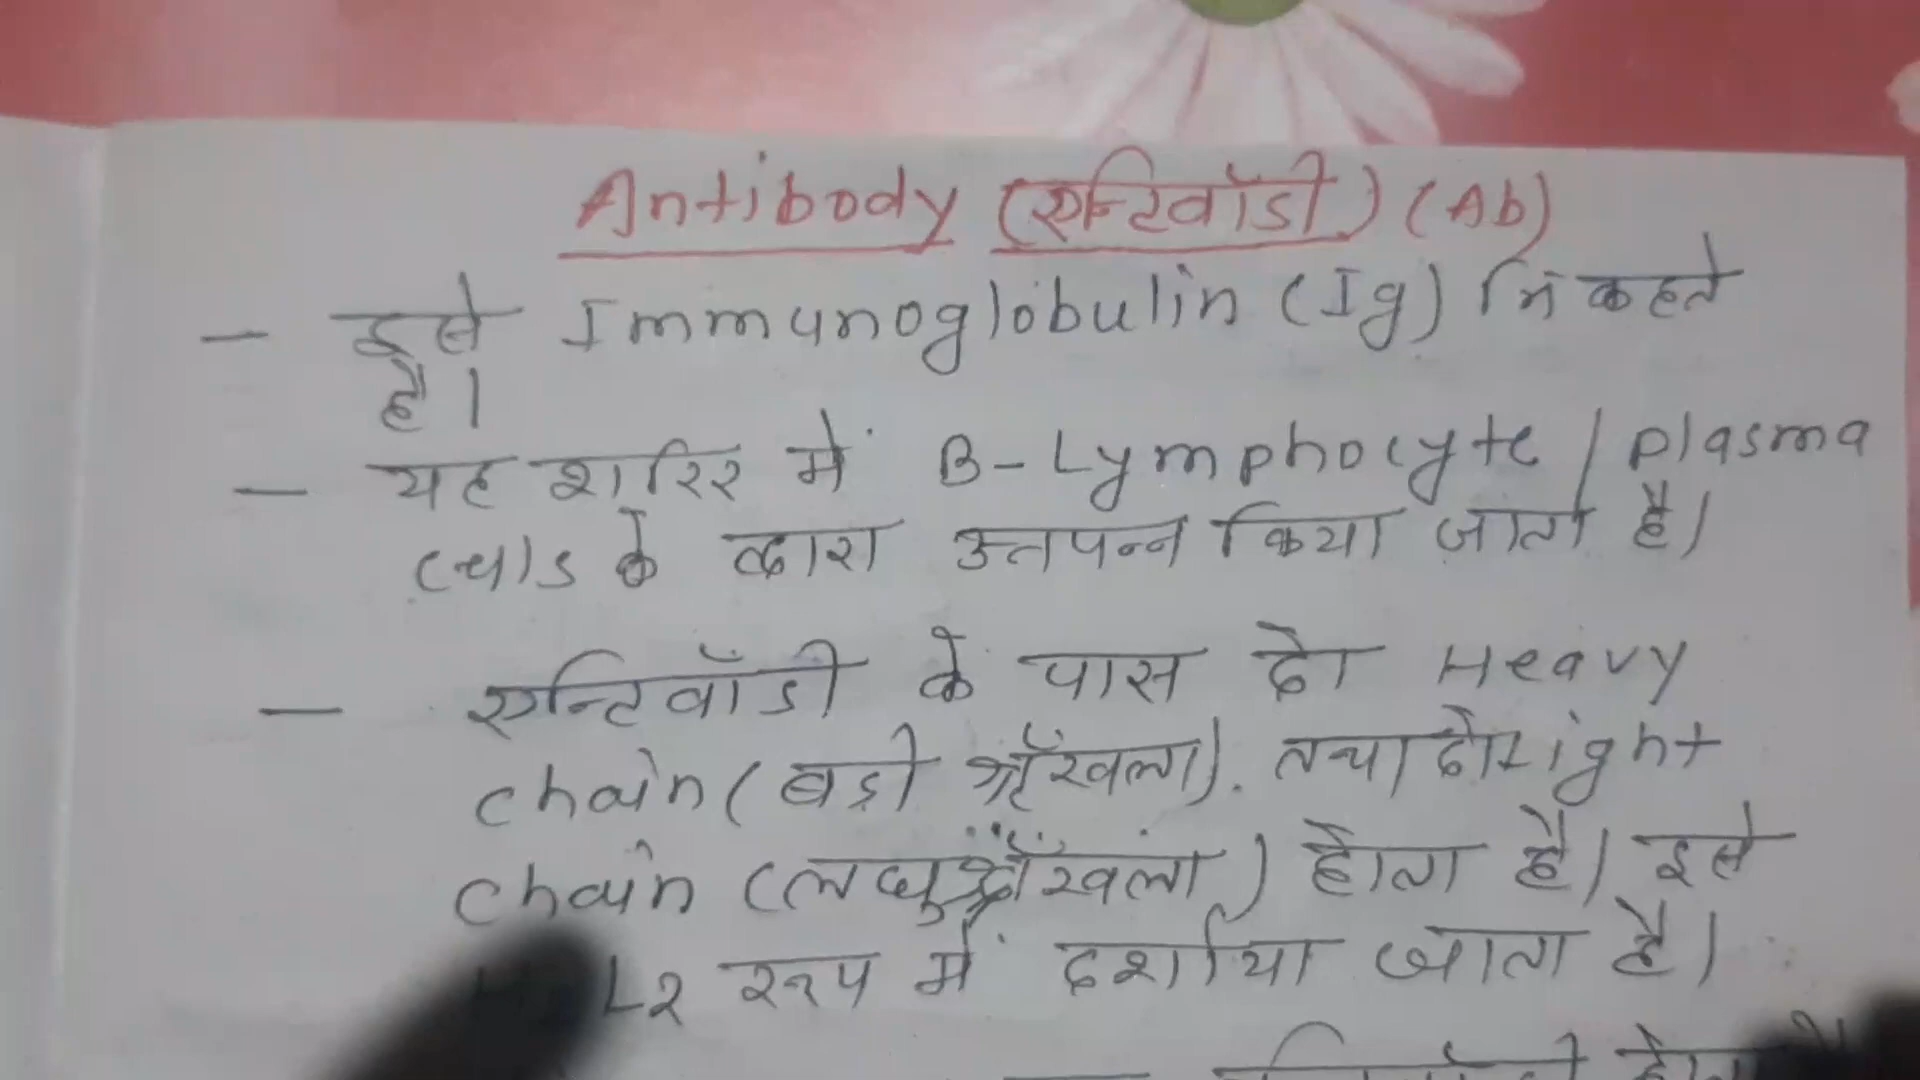 Antibody (एन्टिवॉडी) (Ab)
- इसे Immunoglobulin (Ig) भि कहते
है।
- यह शरिर में B-Lymphocyte / plasma
cells के द्वारा उत्तपन्न किया जाता है।
- एन्टिवॉडी के पास दो Heavy
chain (बड़ी श्रृँखला). तथा दो Light
chain (लघु श्रृँखला) होता है। इसे
L2 रूप में दर्शाया जाता है।